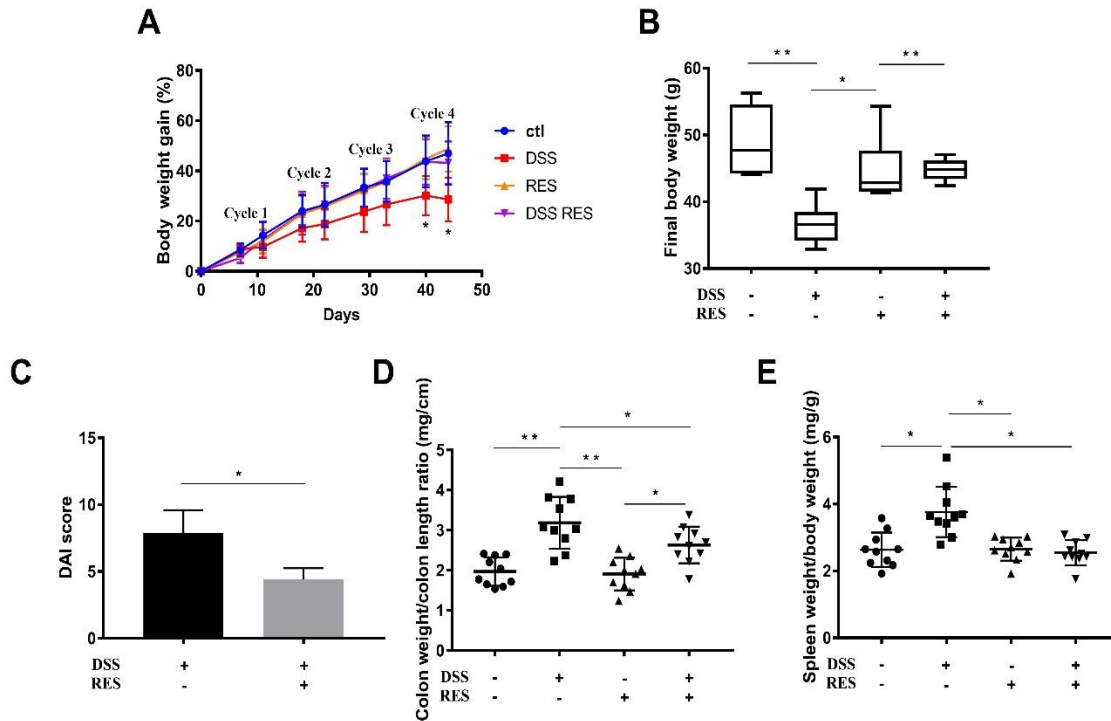 A
Body weight gain (%)
80
60
40
20
0
Cycle 1
Cycle 2
Cycle 3
Cycle 4
* *
0 10 20 30 40 50
Days
ctl
DSS
RES
DSS RES
B
Final body weight (g)
60
50
40
30
** * **
DSS - + - +
RES - - + +
C
DAI score
15
10
5
0
*
DSS + +
RES - +
D
Colon weight/colon length ratio (mg/cm)
5
4
3
2
1
0
*
**
**
*
DSS - + - +
RES - - + +
E
Spleen weight/body weight (mg/g)
6
4
2
0
*
*
*
DSS - + - +
RES - - + +